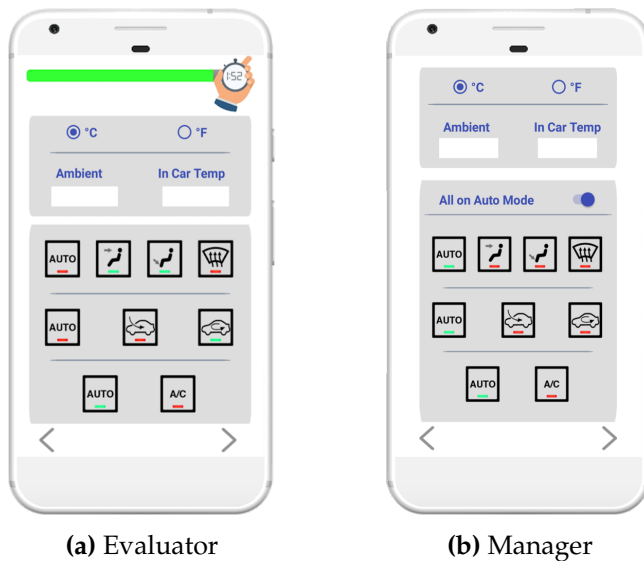 1:52
°C °F
Ambient In Car Temp
AUTO
AUTO
AUTO A/C
(a) Evaluator
°C °F
Ambient In Car Temp
All on Auto Mode
AUTO
AUTO
AUTO A/C
(b) Manager